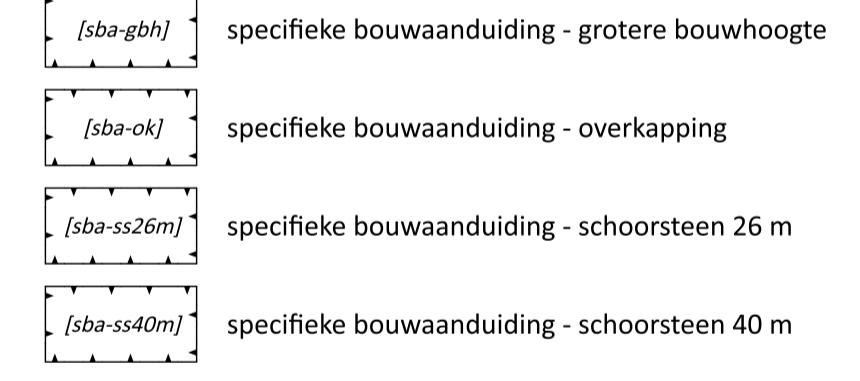 [sba-gbh] specifieke bouwaanduiding - grotere bouwhoogte
[sba-ok] specifieke bouwaanduiding - overkapping
[sba-ss26m] specifieke bouwaanduiding - schoorsteen 26 m
[sba-ss40m] specifieke bouwaanduiding - schoorsteen 40 m